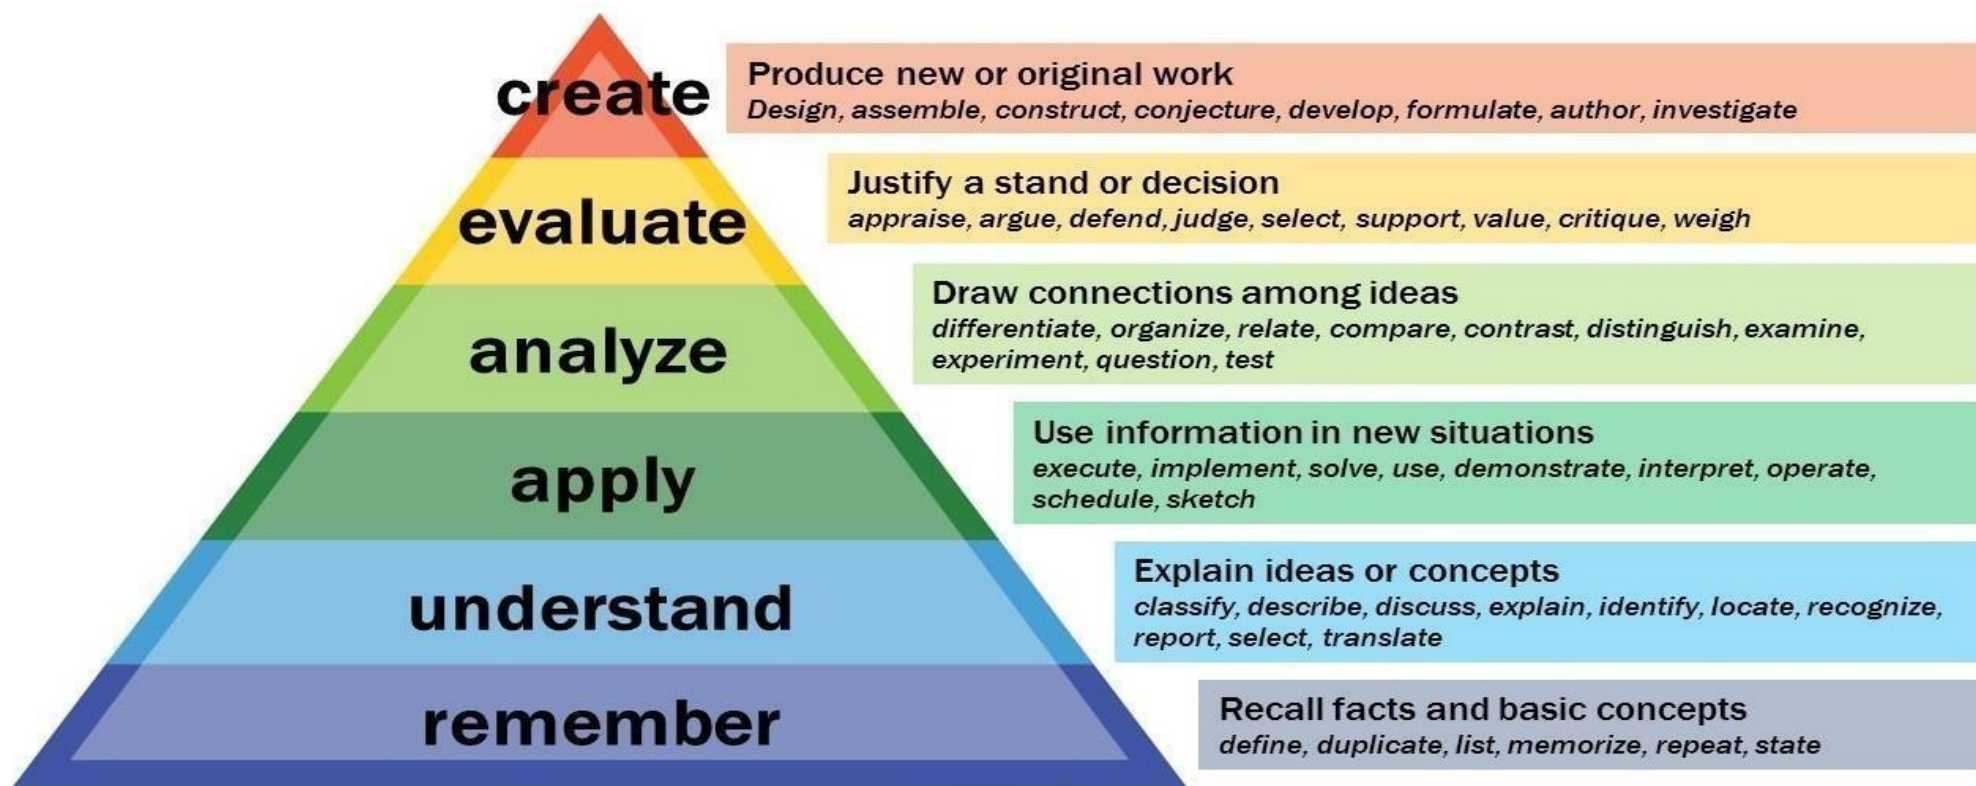 create
Produce new or original work
Design, assemble, construct, conjecture, develop, formulate, author, investigate
evaluate
Justify a stand or decision
appraise, argue, defend, judge, select, support, value, critique, weigh
analyze
Draw connections among ideas
differentiate, organize, relate, compare, contrast, distinguish, examine,
experiment, question, test
apply
Use information in new situations
execute, implement, solve, use, demonstrate, interpret, operate,
schedule, sketch
understand
Explain ideas or concepts
classify, describe, discuss, explain, identify, locate, recognize,
report, select, translate
remember
Recall facts and basic concepts
define, duplicate, list, memorize, repeat, state